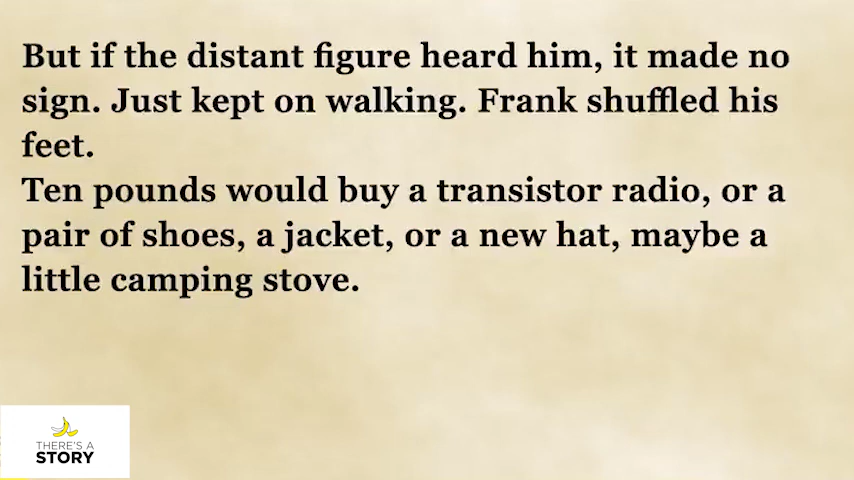 But if the distant figure heard him, it made no
sign. Just kept on walking. Frank shuffled his
feet.
Ten pounds would buy a transistor radio, or a
pair of shoes, a jacket, or a new hat, maybe a
little camping stove.
THERE'S A
STORY